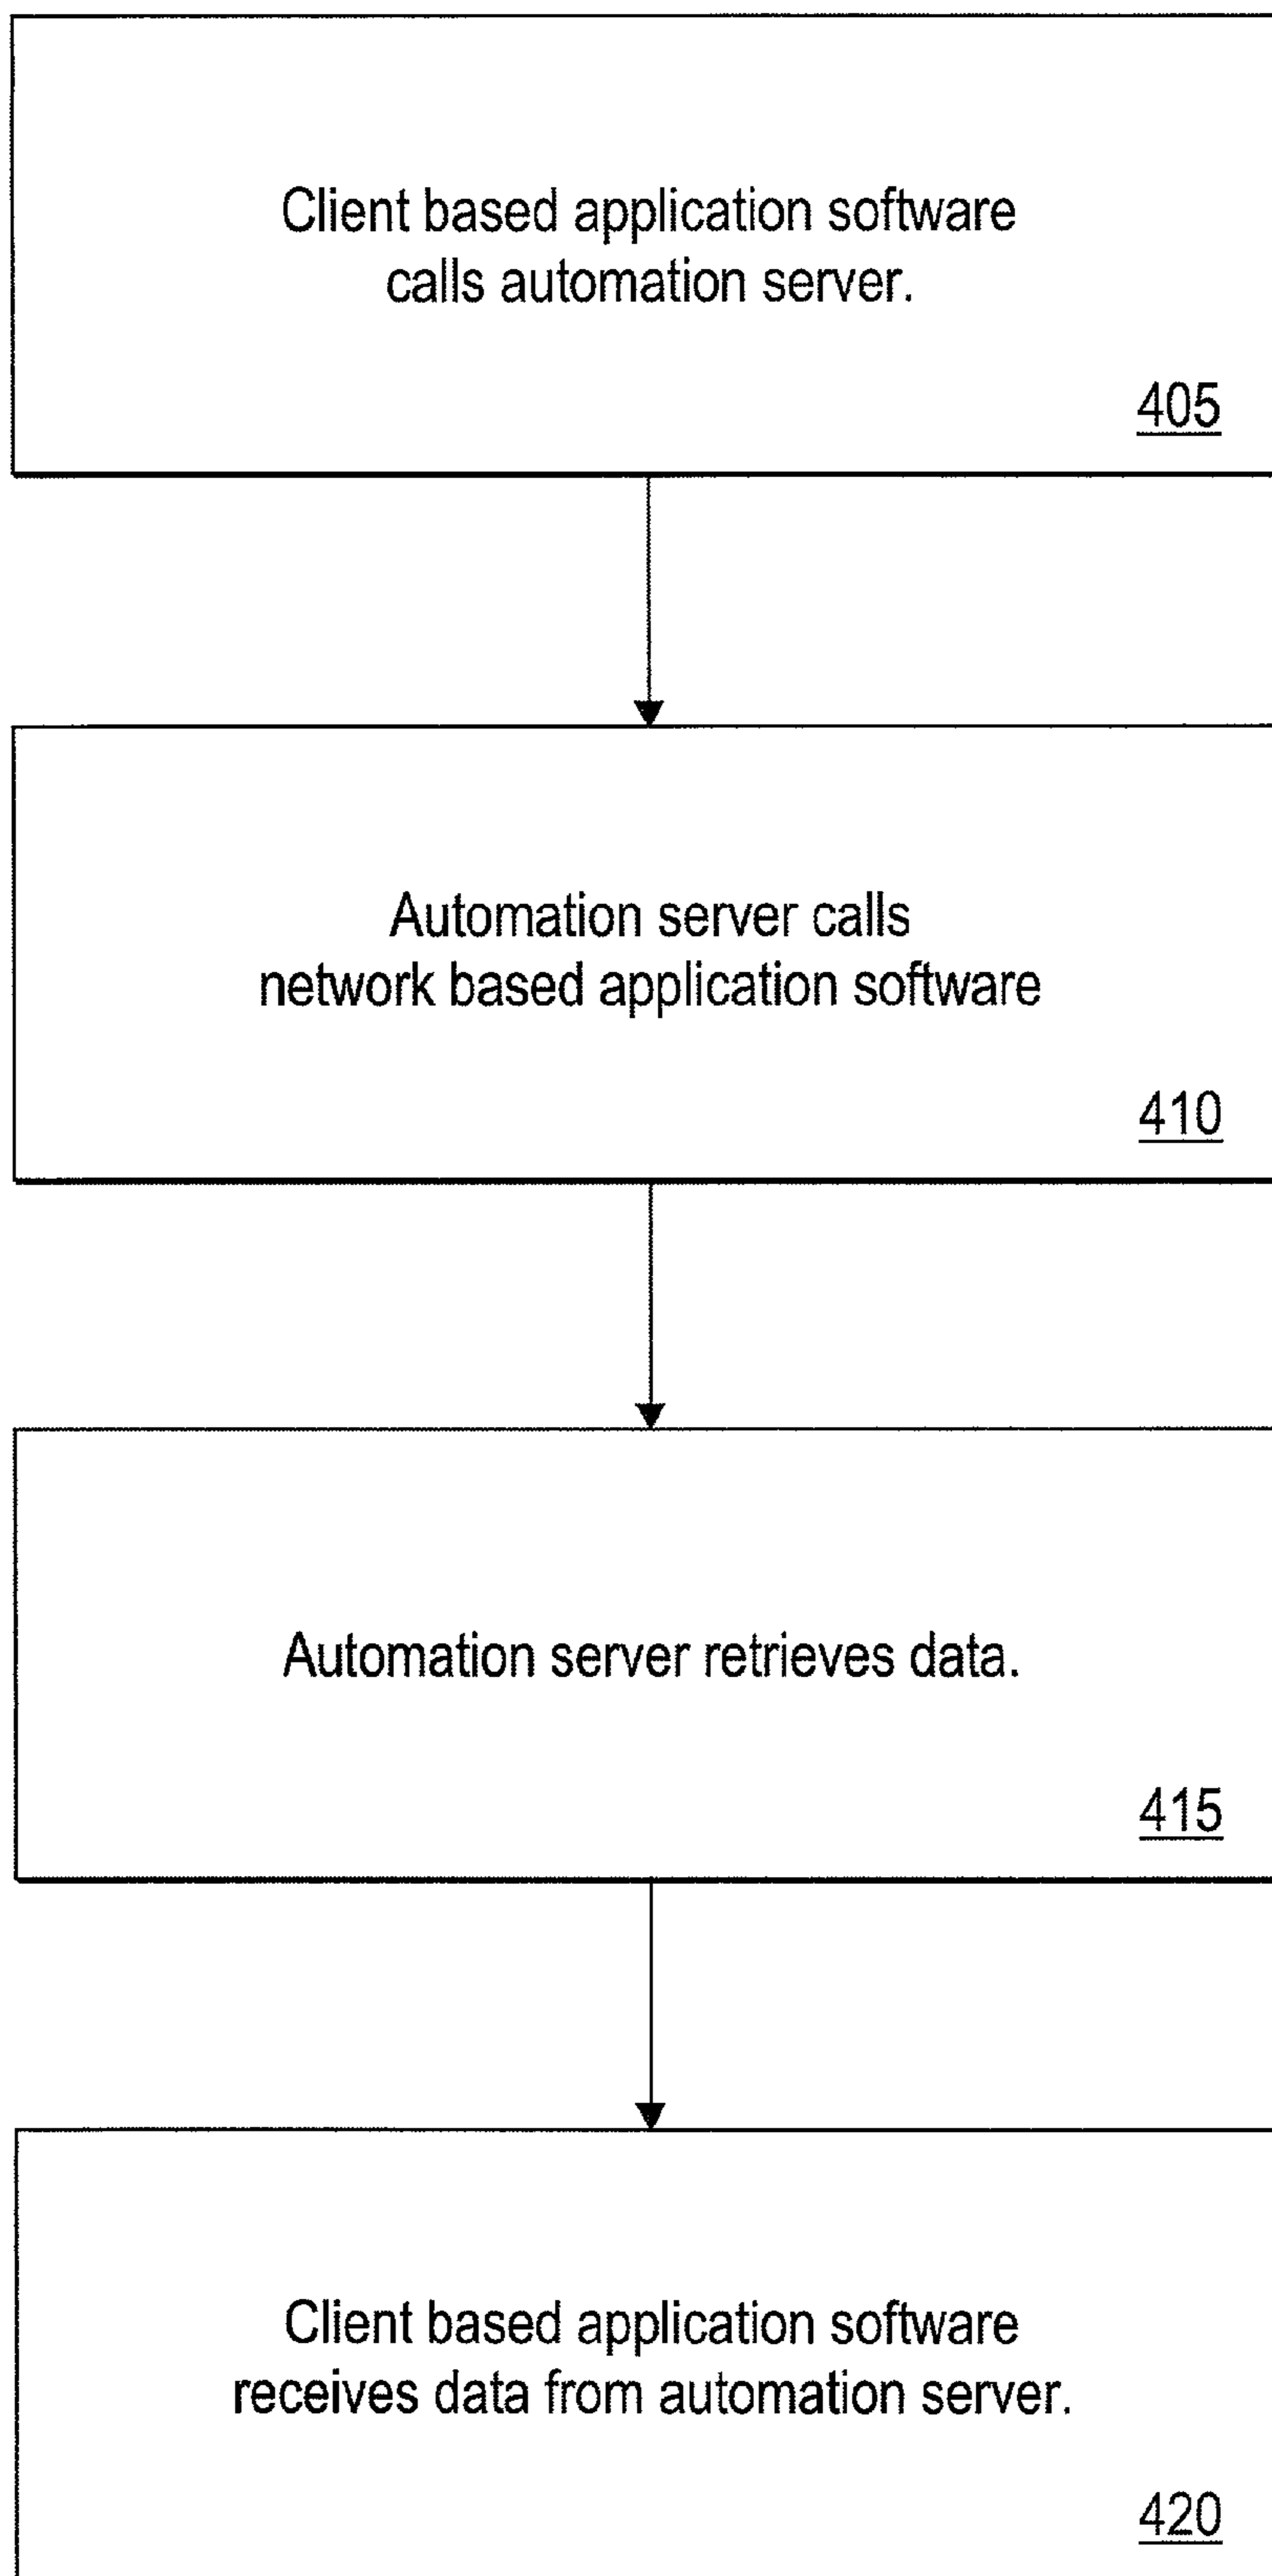 Client based application software
calls automation server.
405
Automation server calls
network based application software
410
Automation server retrieves data.
415
Client based application software
receives data from automation server.
420